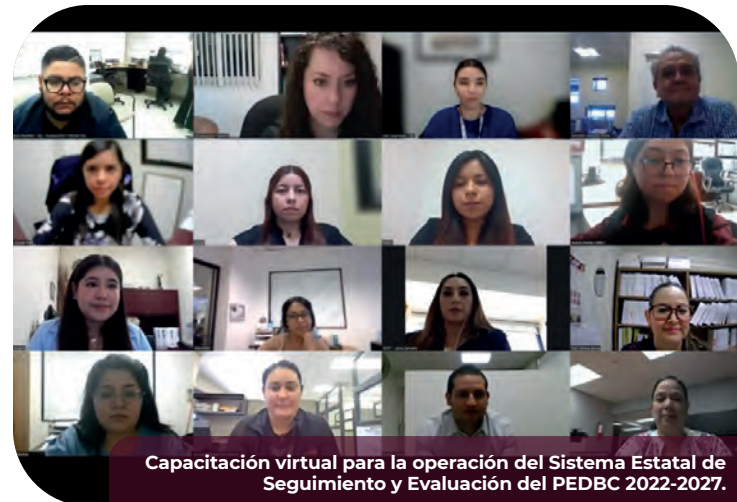 Capacitación virtual para la operación del Sistema Estatal de
Seguimiento y Evaluación del PEDBC 2022-2027.